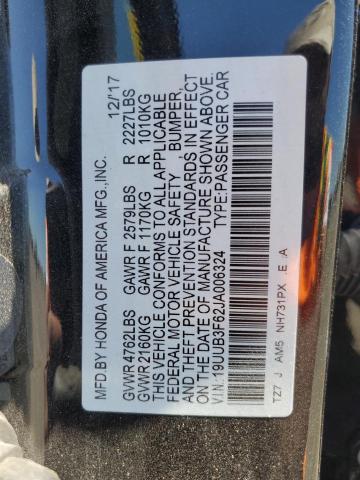 MFD.BY HONDA OF AMERICA MFG.,INC. 12/'17
GVWR 4762LBS GAWR F 2579LBS R 2227LBS
GVWR 2160KG GAWR F 1170KG R 1010KG
THIS VEHICLE CONFORMS TO ALL APPLICABLE
FEDERAL MOTOR VEHICLE SAFETY , BUMPER,
AND THEFT PREVENTION STANDARDS IN EFFECT
ON THE DATE OF MANUFACTURE SHOWN ABOVE.
V.I.N: 19UUB3F62JA006324 TYPE:PASSENGER CAR
TZ7 J AM5 NH731PX .E .A